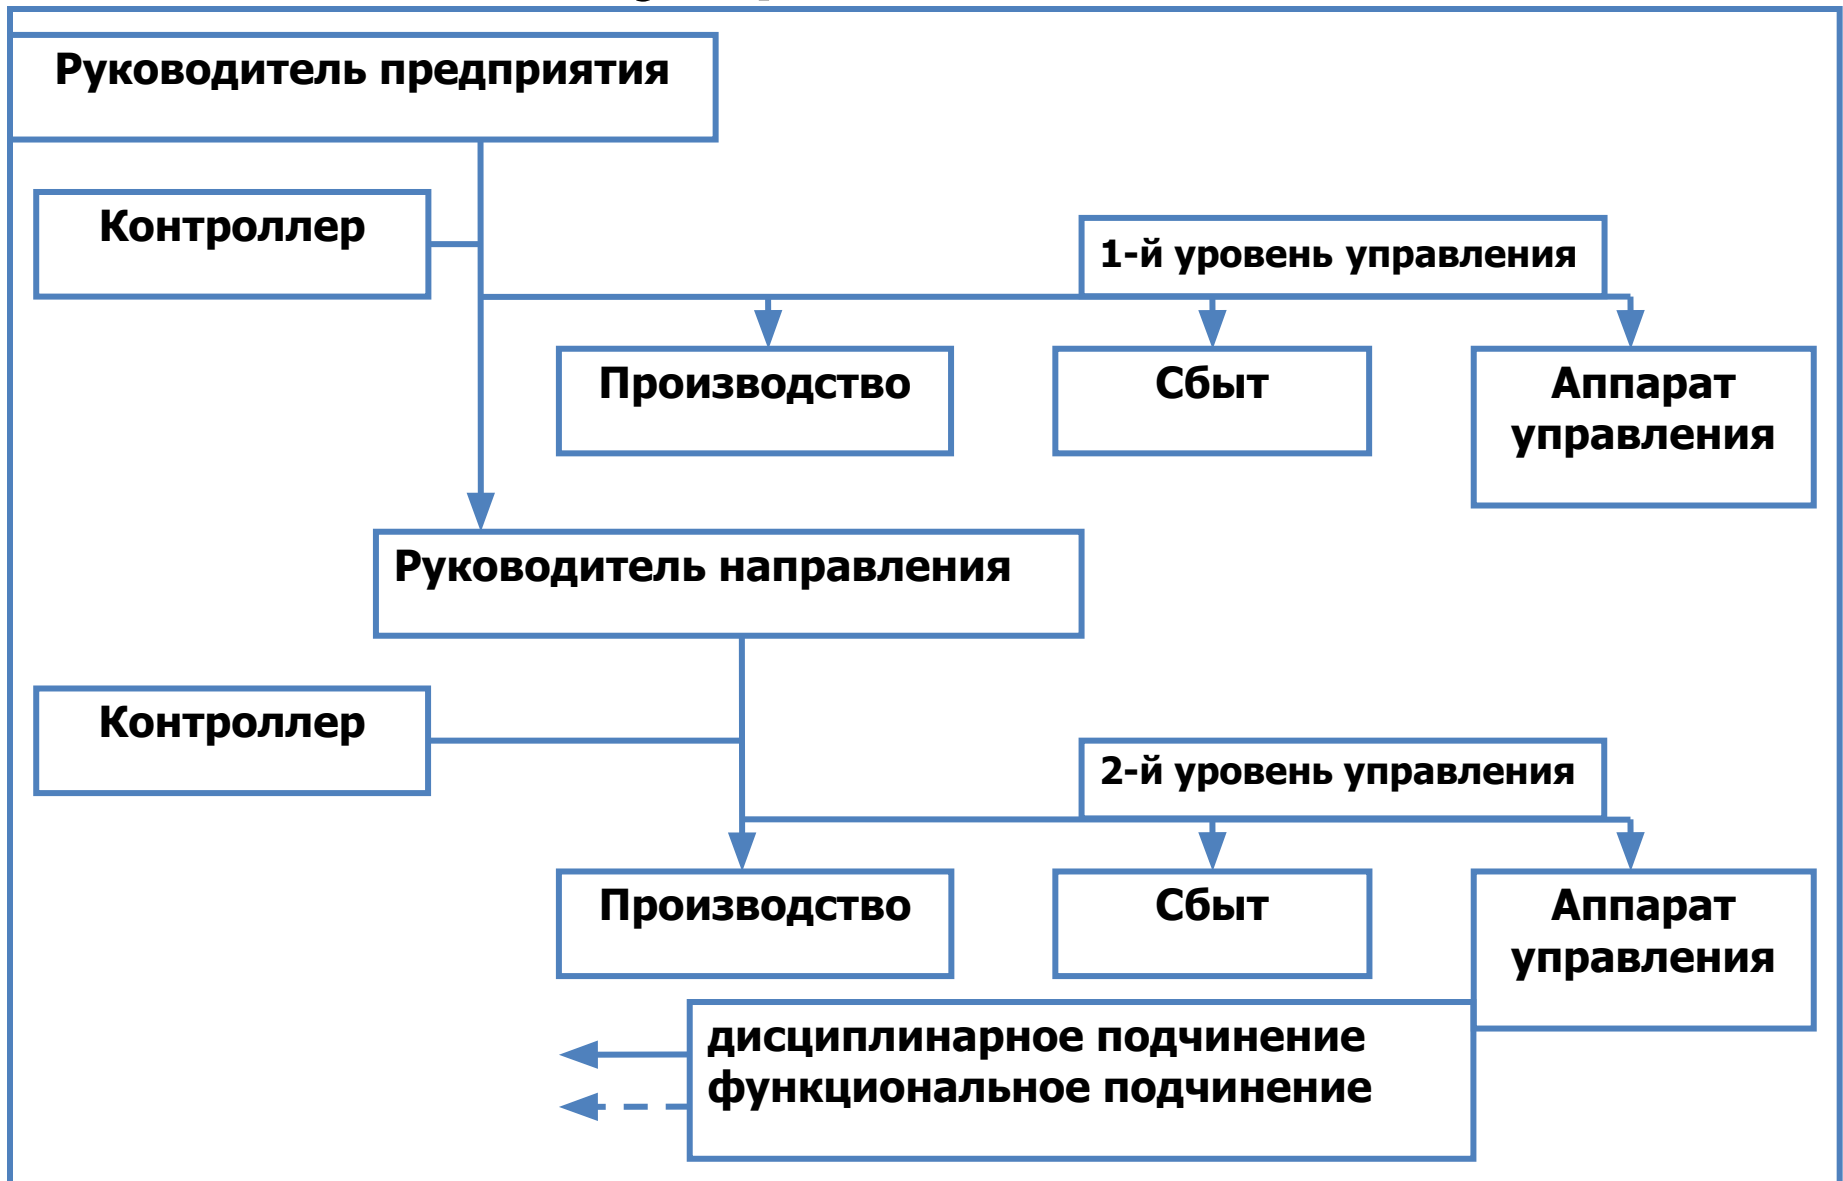 Руководитель предприятия
Контроллер
1-й уровень управления
Производство
Сбыт
Аппарат
управления
Руководитель направления
Контроллер
2-й уровень управления
Производство
Сбыт
Аппарат
управления
дисциплинарное подчинение
функциональное подчинение